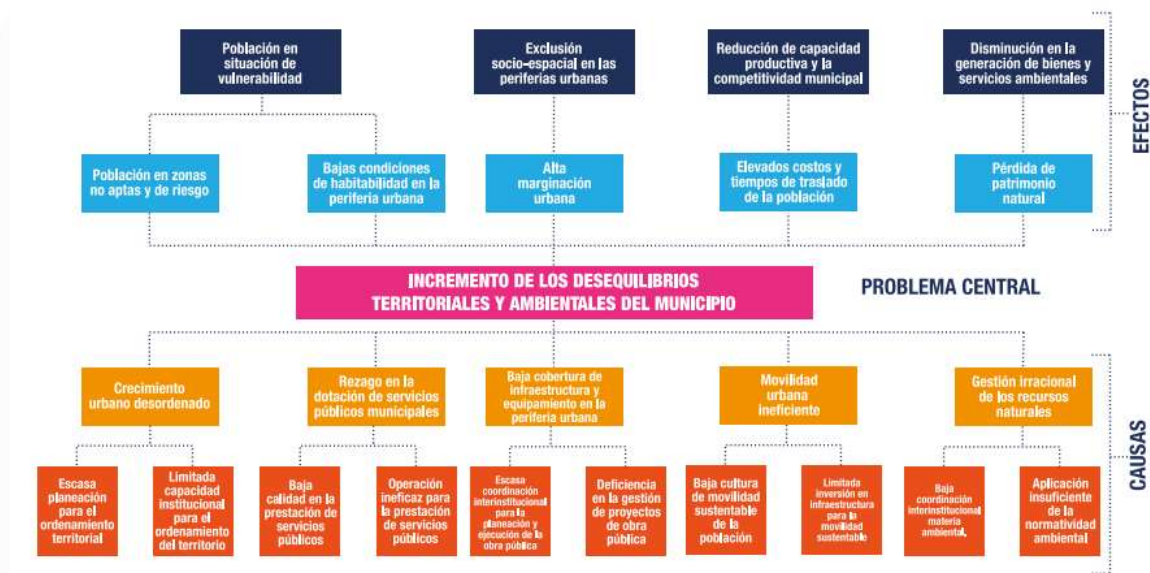 Población en
situación de
vulnerabilidad
Exclusión
socio-espacial en las
periferias urbanas
Reducción de capacidad
productiva y la
competitividad municipal
Disminución en la
generación de bienes y
servicios ambientales
EFECTOS
Población en zonas
no aptas y de riesgo
Bajas condiciones
de habitabilidad en la
periferia urbana
Alta
marginación
urbana
Elevados costos y
tiempos de traslado
de la población
Pérdida de
patrimonio
natural
INCREMENTO DE LOS DESEQUILIBRIOS
TERRITORIALES Y AMBIENTALES DEL MUNICIPIO
PROBLEMA CENTRAL
Crecimiento
urbano desordenado
Rezago en la
dotación de servicios
públicos municipales
Baja cobertura de
infraestructura y
equipamiento en la
periferia urbana
Movilidad
urbana
ineficiente
Gestión irracional
de los recursos
naturales
CAUSAS
Escasa
planeación
para el
ordenamiento
territorial
Limitada
capacidad
institucional
para el
ordenamiento
del territorio
Baja
calidad en la
prestación de
servicios
públicos
Operación
ineficaz para
la prestación
de servicios
públicos
Escasa
coordinación
interinstitucional
para la
planeación y
ejecución de la
obra pública
Deficiencia
en la gestión
de proyectos
de obra
pública
Baja cultura
de movilidad
sustentable
de la
población
Limitada
inversión en
infraestructura
para la
movilidad
sustentable
Baja
coordinación
interinstitucional
materia
ambiental,
Aplicación
insuficiente
de la
normatividad
ambiental